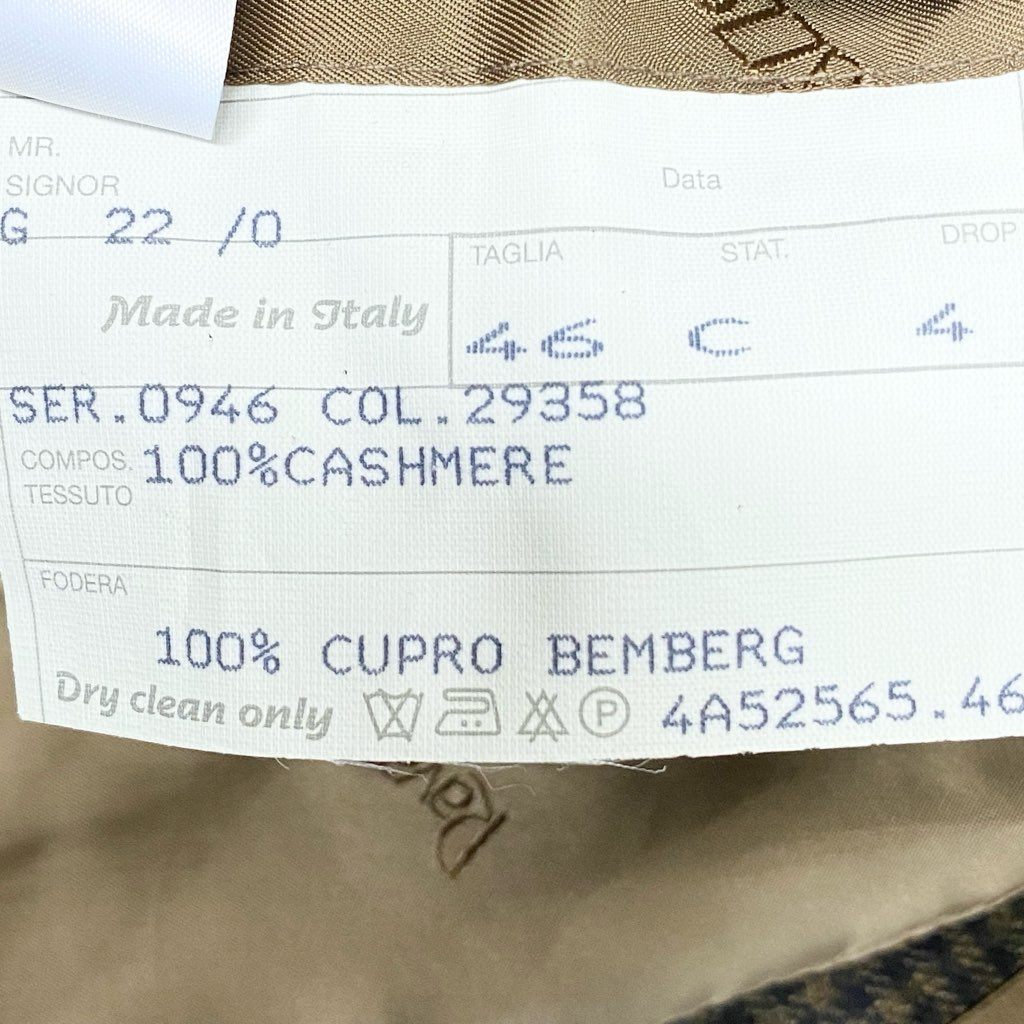 MR.
SIGNOR
Data
G 22 /0
TAGLIA STAT. DROP
Made in Italy
46 C 4
SER.0946 COL.29358
COMPOS. 100%CASHMERE
TESSUTO
FODERA
100% CUPRO BEMBERG
Dry clean only P 4A52565.46